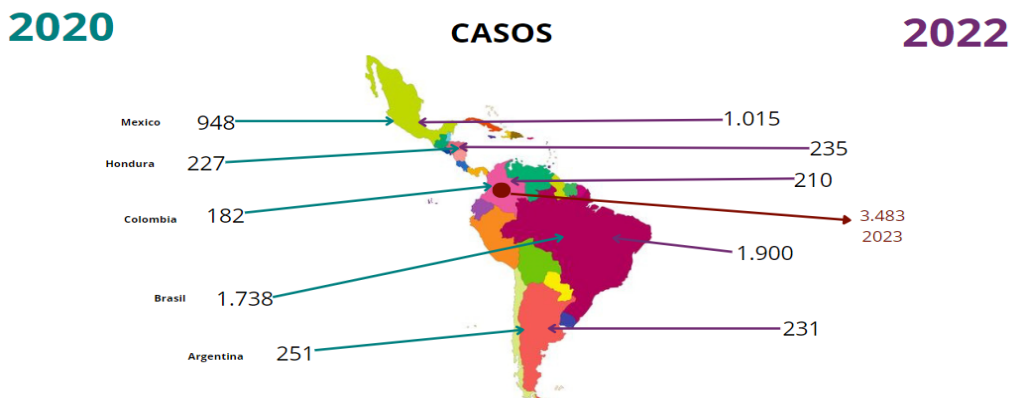 2020
CASOS
2022
Mexico 948
1.015
Hondura 227
235
210
Colombia 182
3.483
2023
1.900
Brasil 1.738
231
Argentina 251